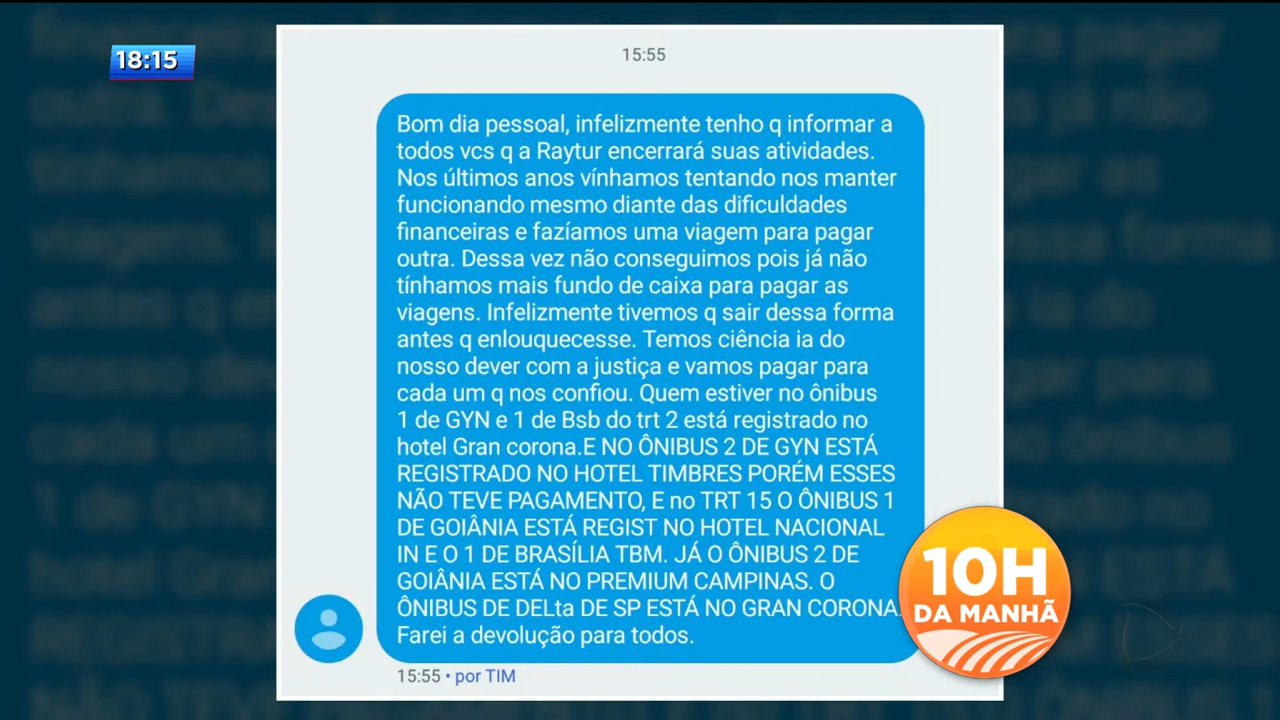 18:15
15:55
Bom dia pessoal, infelizmente tenho q informar a
todos vcs q a Raytur encerrará suas atividades.
Nos últimos anos vínhamos tentando nos manter
funcionando mesmo diante das dificuldades
financeiras e fazíamos uma viagem para pagar
outra. Dessa vez não conseguimos pois já não
tínhamos mais fundo de caixa para pagar as
viagens. Infelizmente tivemos q sair dessa forma
antes q enlouquecesse. Temos ciência ia do
nosso dever com a justiça e vamos pagar para
cada um q nos confiou. Quem estiver no ônibus
1 de GYN e 1 de Bsb do trt 2 está registrado no
hotel Gran corona.E NO ÔNIBUS 2 DE GYN ESTÁ
REGISTRADO NO HOTEL TIMBRES PORÉM ESSES
NÃO TEVE PAGAMENTO, E no TRT 15 O ÔNIBUS 1
DE GOIÂNIA ESTÁ REGIST NO HOTEL NACIONAL
IN E O 1 DE BRASÍLIA TBM. JÁ O ÔNIBUS 2 DE
GOIÂNIA ESTÁ NO PREMIUM CAMPINAS. O
ÔNIBUS DE DELta DE SP ESTÁ NO GRAN CORONA.
Farei a devolução para todos.
15:55 • por TIM
10H
DA MANHÃ